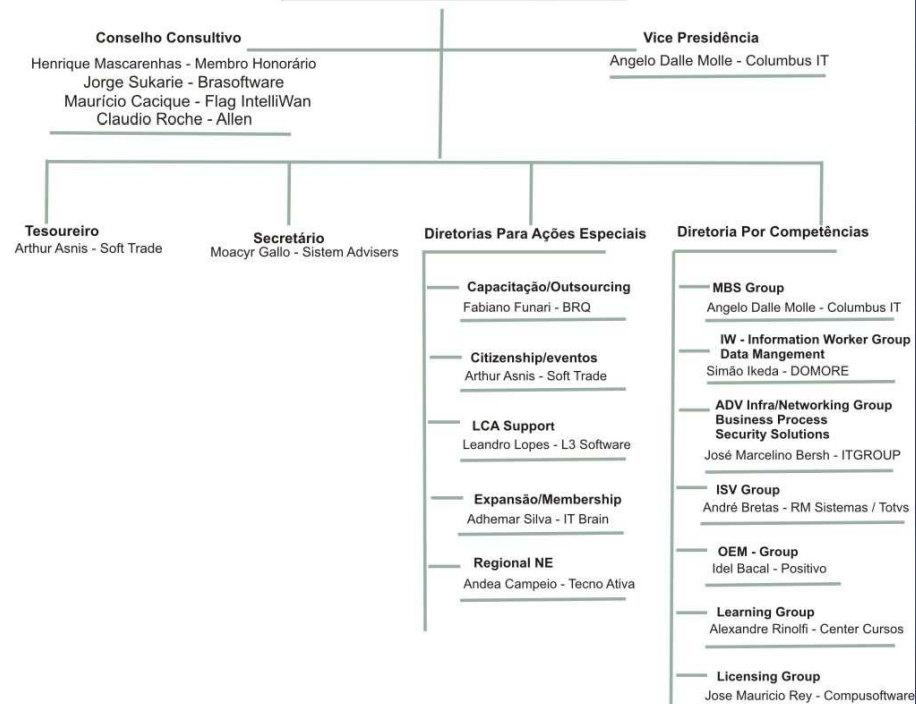 Conselho Consultivo
Henrique Mascarenhas - Membro Honorário
Jorge Sukarie - Brasoftware
Maurício Cacique - Flag IntelliWan
Claudio Roche - Allen
Vice Presidência
Angelo Dalle Molle - Columbus IT
Tesoureiro
Arthur Asnis - Soft Trade
Secretário
Moacyr Gallo - Sistem Advisers
Diretorias Para Ações Especiais
Capacitação/Outsourcing
Fabiano Funari - BRQ
Citizenship/eventos
Arthur Asnis - Soft Trade
LCA Support
Leandro Lopes - L3 Software
Expansão/Membership
Adhemar Silva - IT Brain
Regional NE
Andea Campeio - Tecno Ativa
Diretoria Por Competências
MBS Group
Angelo Dalle Molle - Columbus IT
IW - Information Worker Group
Data Mangement
Simão Ikeda - DOMORE
ADV Infra/Networking Group
Business Process
Security Solutions
José Marcelino Bersh - ITGROUP
ISV Group
André Bretas - RM Sistemas / Totvs
OEM - Group
Idel Bacal - Positivo
Learning Group
Alexandre Rinolfi - Center Cursos
Licensing Group
Jose Mauricio Rey - Compusoftware